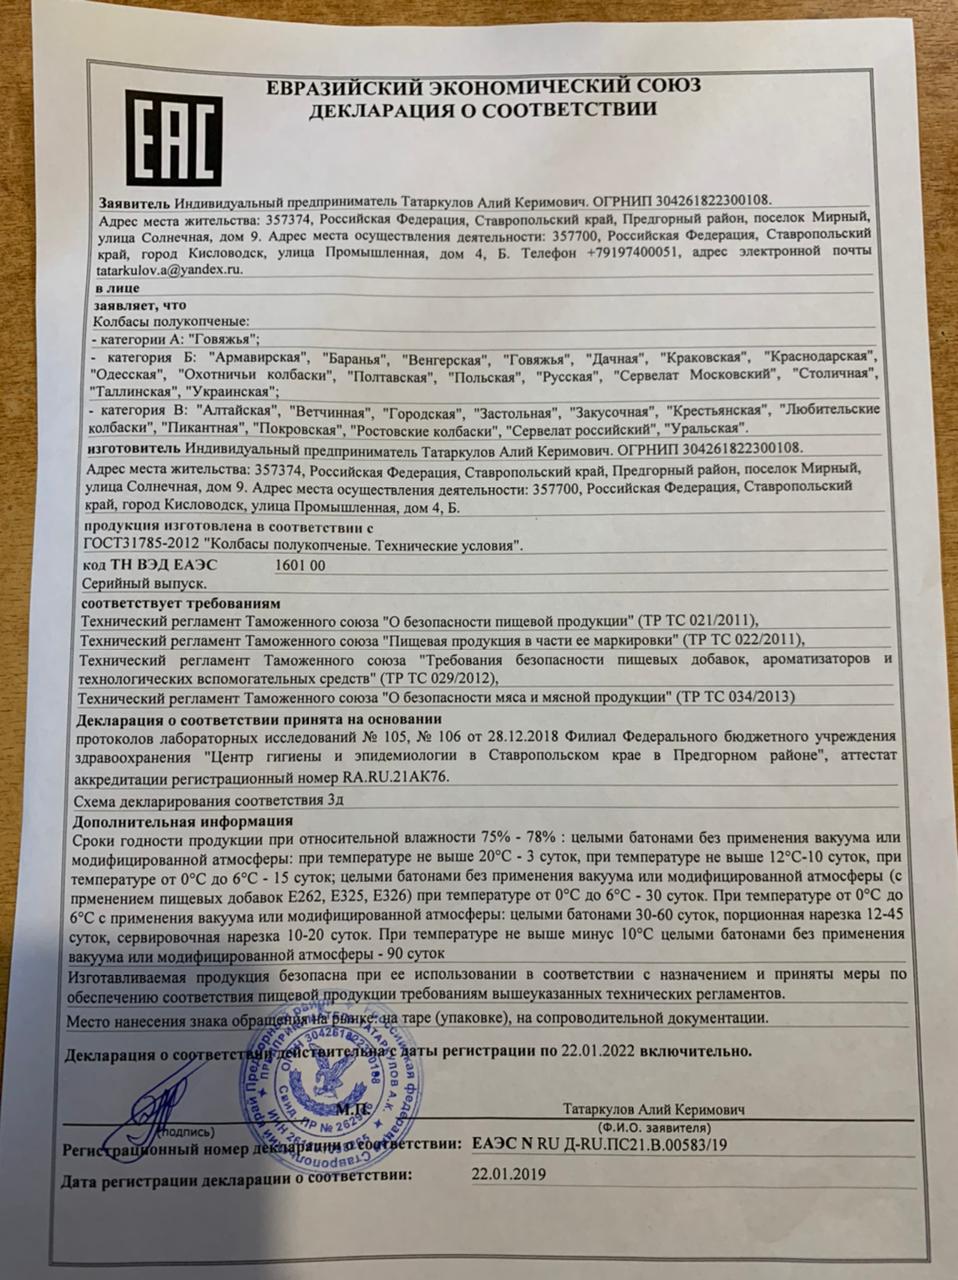 ЕВРАЗИЙСКИЙ ЭКОНОМИЧЕСКИЙ СОЮЗ
ДЕКЛАРАЦИЯ О СООТВЕТСТВИИ
ЕАС
Заявитель Индивидуальный предприниматель Татаркулов Алий Керимович. ОГРНИП 304261822300108.
Адрес места жительства: 357374, Российская Федерация, Ставропольский край, Предгорный район, поселок Мирный,
улица Солнечная, дом 9. Адрес места осуществления деятельности: 357700, Российская Федерация, Ставропольский
край, город Кисловодск, улица Промышленная, дом 4, Б. Телефон +79197400051, адрес электронной почты
tatarkulov.a@yandex.ru.
в лице
заявляет, что
Колбасы полукопченые:
- категории А: "Говяжья";
- категория Б: "Армавирская", "Баранья", "Венгерская", "Говяжья", "Дачная", "Краковская", "Краснодарская",
"Одесская", "Охотничьи колбаски", "Полтавская", "Польская", "Русская", "Сервелат Московский", "Столичная",
"Таллинская", "Украинская";
- категория В: "Алтайская", "Ветчинная", "Городская", "Застольная", "Закусочная", "Крестьянская", "Любительские
колбаски", "Пикантная", "Покровская", "Ростовские колбаски", "Сервелат российский", "Уральская".
изготовитель Индивидуальный предприниматель Татаркулов Алий Керимович. ОГРНИП 304261822300108.
Адрес места жительства: 357374, Российская Федерация, Ставропольский край, Предгорный район, поселок Мирный,
улица Солнечная, дом 9. Адрес места осуществления деятельности: 357700, Российская Федерация, Ставропольский
край, город Кисловодск, улица Промышленная, дом 4, Б.
продукция изготовлена в соответствии с
ГОСТ31785-2012 "Колбасы полукопченые. Технические условия".
код ТН ВЭД ЕАЭС 1601 00
Серийный выпуск.
соответствует требованиям
Технический регламент Таможенного союза "О безопасности пищевой продукции" (ТР ТС 021/2011),
Технический регламент Таможенного союза "Пищевая продукция в части ее маркировки" (ТР ТС 022/2011),
Технический регламент Таможенного союза "Требования безопасности пищевых добавок, ароматизаторов и
технологических вспомогательных средств" (ТР ТС 029/2012),
Технический регламент Таможенного союза "О безопасности мяса и мясной продукции" (ТР ТС 034/2013)
Декларация о соответствии принята на основании
протоколов лабораторных исследований № 105, № 106 от 28.12.2018 Филиал Федерального бюджетного учреждения
здравоохранения "Центр гигиены и эпидемиологии в Ставропольском крае в Предгорном районе", аттестат
аккредитации регистрационный номер RA.RU.21АК76.
Схема декларирования соответствия 3д
Дополнительная информация
Сроки годности продукции при относительной влажности 75% - 78% : целыми батонами без применения вакуума или
модифицированной атмосферы: при температуре не выше 20°С - 3 суток, при температуре не выше 12°С-10 суток, при
температуре от 0°С до 6°С - 15 суток; целыми батонами без применения вакуума или модифицированной атмосферы (с
прменением пищевых добавок Е262, Е325, Е326) при температуре от 0°С до 6°С - 30 суток. При температуре от 0°С до
6°С с применения вакуума или модифицированной атмосферы: целыми батонами 30-60 суток, порционная нарезка 12-45
суток, сервировочная нарезка 10-20 суток. При температуре не выше минус 10°С целыми батонами без применения
вакуума или модифицированной атмосферы - 90 суток
Изготавливаемая продукция безопасна при ее использовании в соответствии с назначением и приняты меры по
обеспечению соответствия пищевой продукции требованиям вышеуказанных технических регламентов.
Место нанесения знака обращения на рынке: на таре (упаковке), на сопроводительной документации.
Декларация о соответствии действительна с даты регистрации по 22.01.2022 включительно.
М.П. Татаркулов Алий Керимович
(подпись) (Ф.И.О. заявителя)
Регистрационный номер декларации о соответствии: ЕАЭС N RU Д-RU.ПС21.В.00583/19
Дата регистрации декларации о соответствии: 22.01.2019